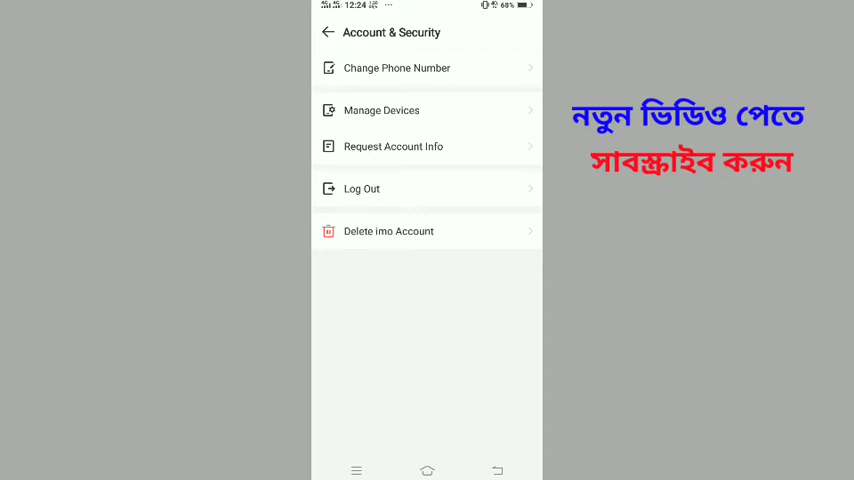 12:24 ... 68%
Account & Security
Change Phone Number
Manage Devices
Request Account Info
Log Out
Delete imo Account
নতুন ভিডিও পেতে
সাবস্ক্রাইব করুন